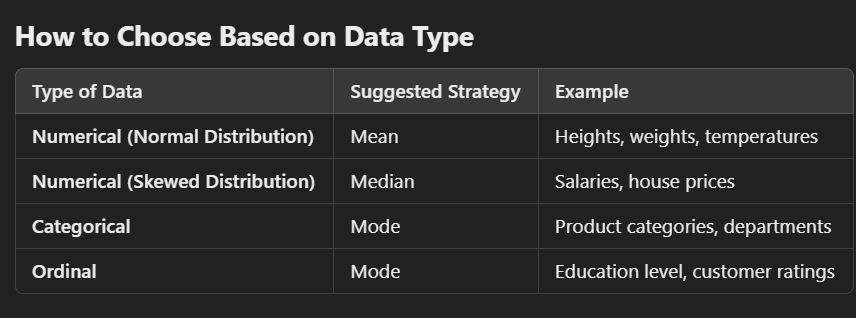 How to Choose Based on Data Type
Type of Data Suggested Strategy Example
Numerical (Normal Distribution) Mean Heights, weights, temperatures
Numerical (Skewed Distribution) Median Salaries, house prices
Categorical Mode Product categories, departments
Ordinal Mode Education level, customer ratings